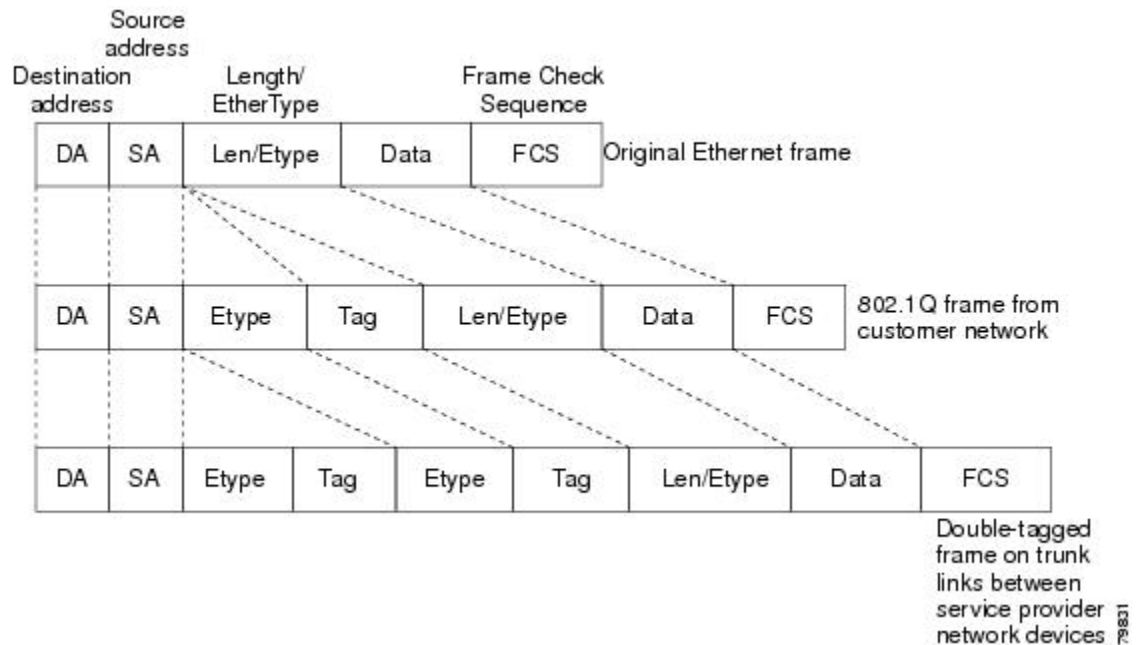 Source
address
Destination
address
Length/
EtherType
Frame Check
Sequence
DA SA Len/Etype Data FCS Original Ethernet frame
DA SA Etype Tag Len/Etype Data FCS 802.1Q frame from
customer network
DA SA Etype Tag Etype Tag Len/Etype Data FCS
Double-tagged
frame on trunk
links between
service provider
network devices
79831